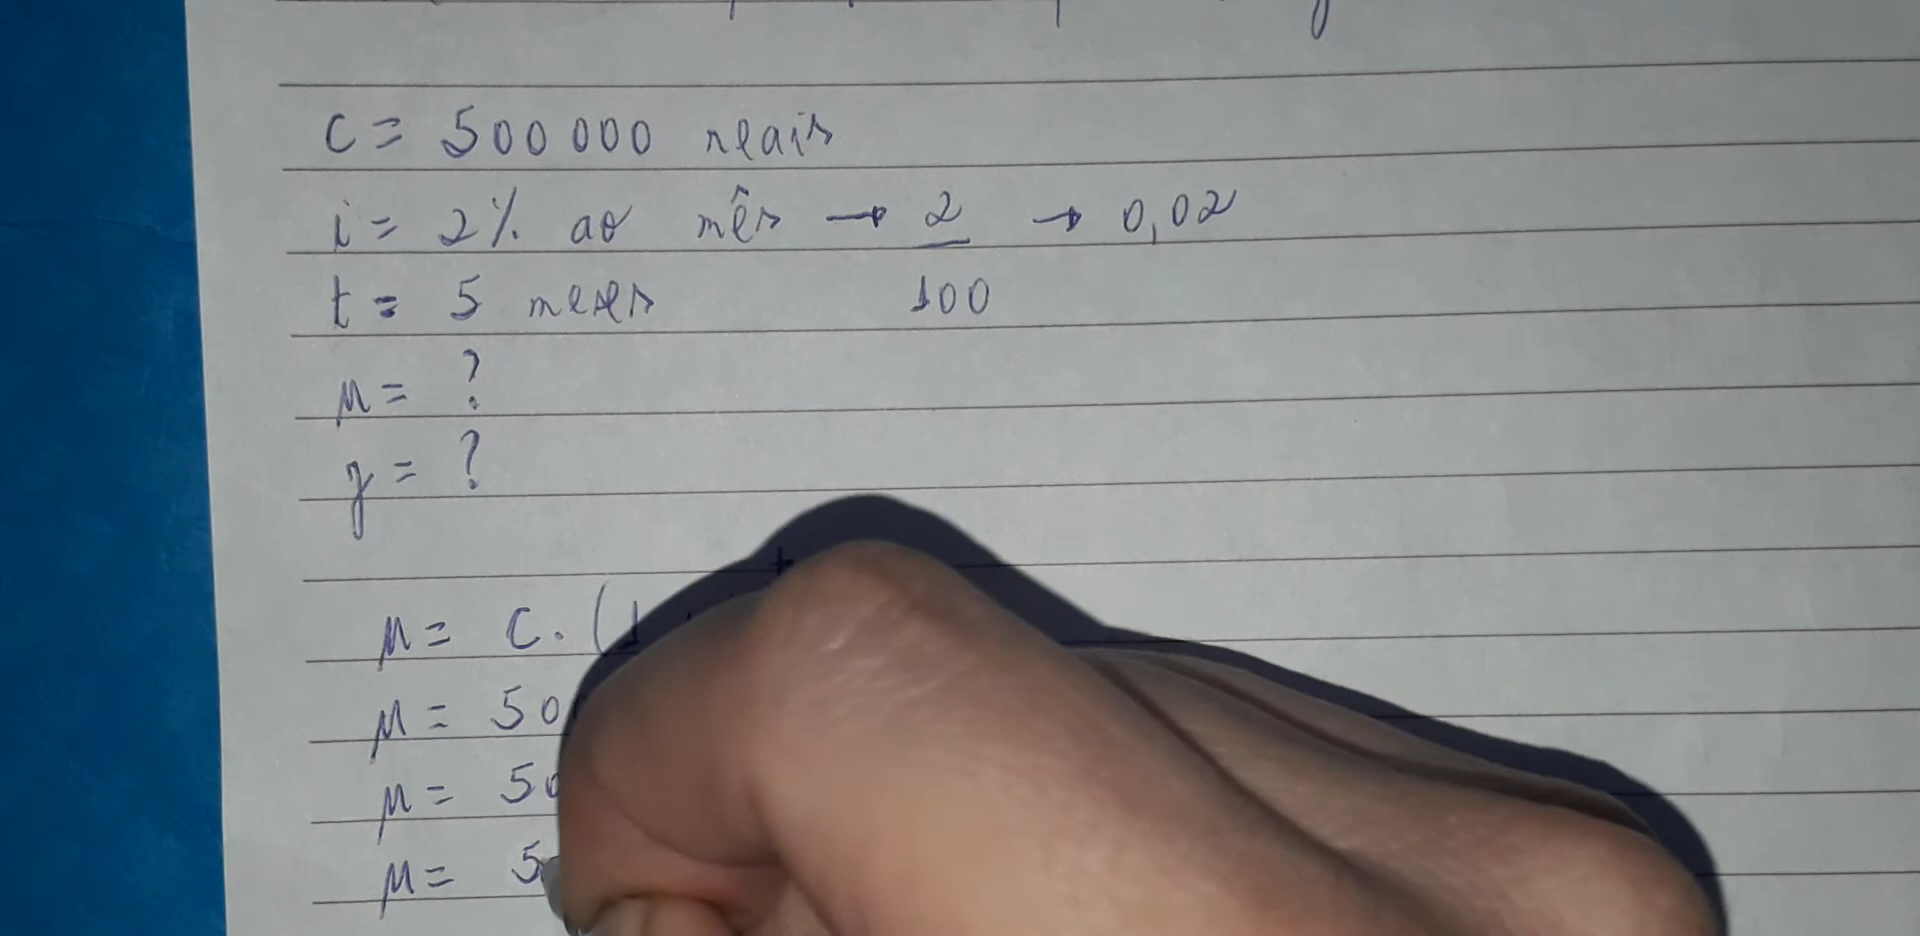 C = 500 000 reais
i = 2% ao mês → 2 → 0,02
t = 5 meses 100
M = ?
j = ?
t
M = C. (1
M = 50
M = 50
M = 5